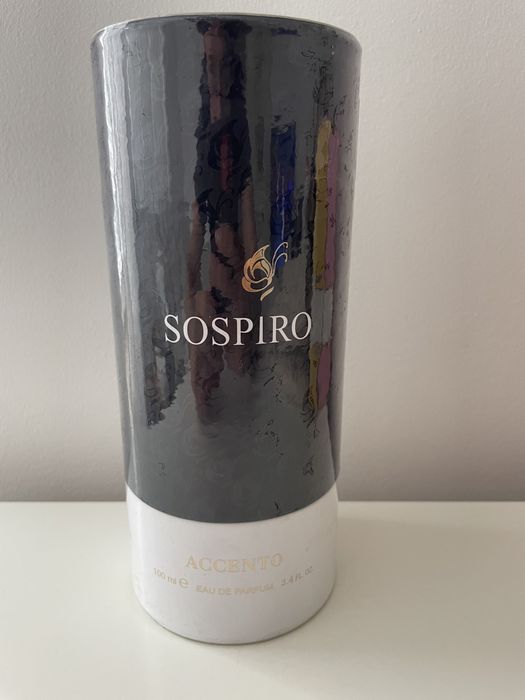 SOSPIRO
ACCENTO
100 ml ℮ EAU DE PARFUM 3.4 FL OZ.